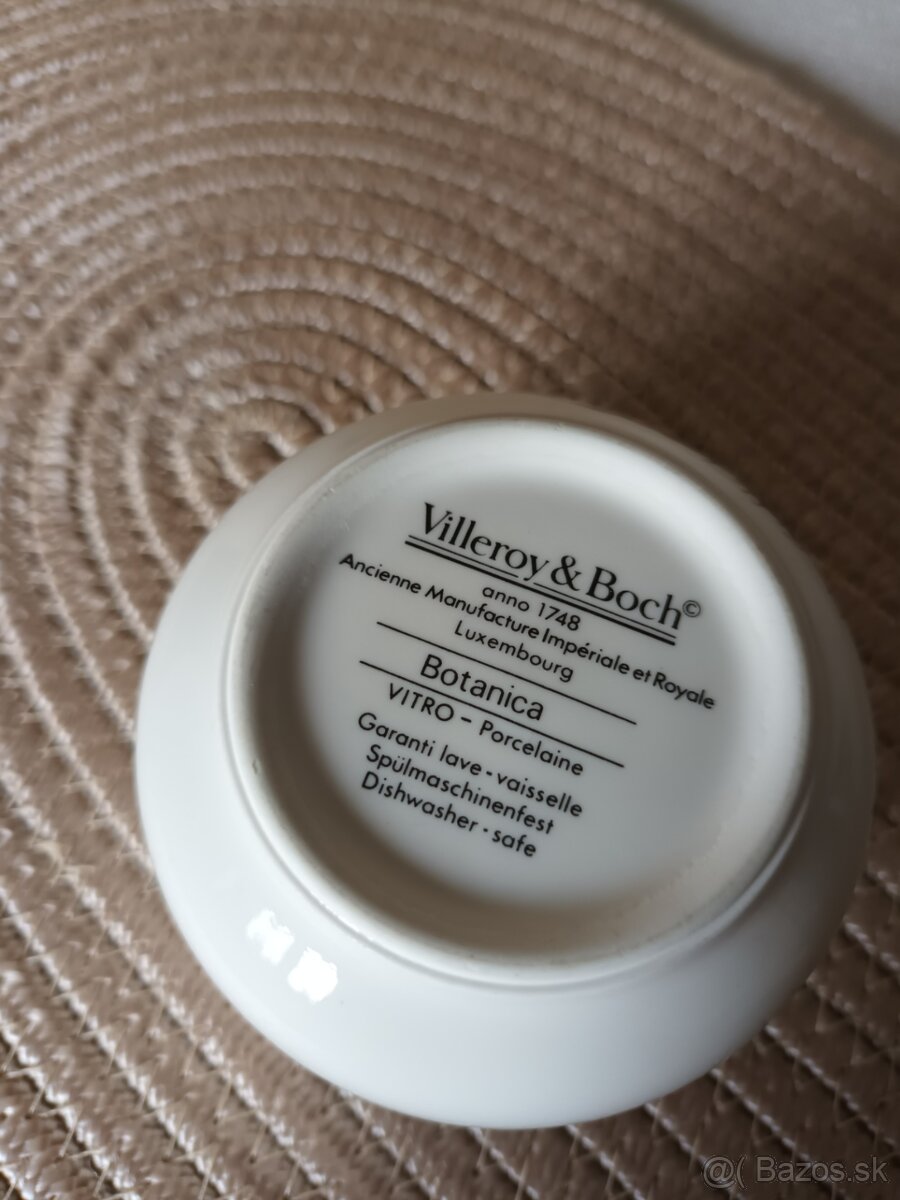 Villeroy & Boch©
anno 1748
Ancienne Manufacture Impériale et Royale
Luxembourg
Botanica
VITRO - Porcelaine
Garanti lave-vaisselle
Spülmaschinenfest
Dishwasher-safe
@( Bazos.sk